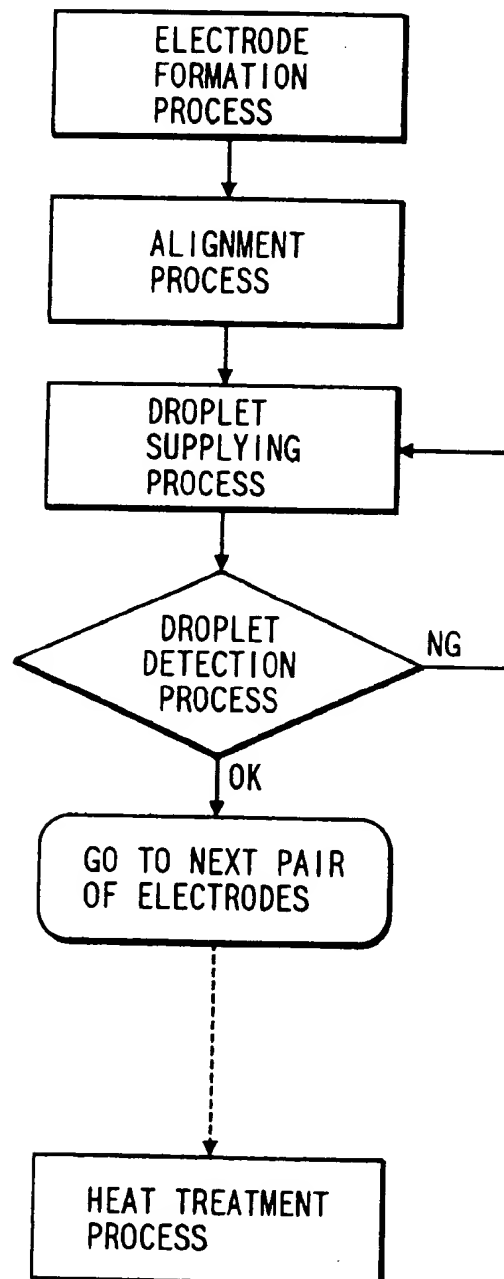 ELECTRODE
FORMATION
PROCESS
ALIGNMENT
PROCESS
DROPLET
SUPPLYING
PROCESS
DROPLET
DETECTION
PROCESS
NG
OK
GO TO NEXT PAIR
OF ELECTRODES
HEAT TREATMENT
PROCESS